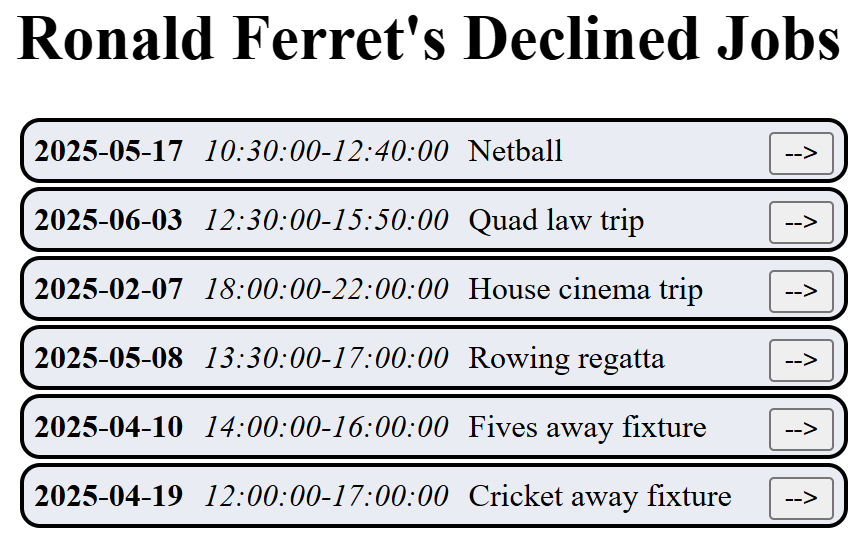 Ronald Ferret's Declined Jobs
2025-05-17 10:30:00-12:40:00 Netball -->
2025-06-03 12:30:00-15:50:00 Quad law trip -->
2025-02-07 18:00:00-22:00:00 House cinema trip -->
2025-05-08 13:30:00-17:00:00 Rowing regatta -->
2025-04-10 14:00:00-16:00:00 Fives away fixture -->
2025-04-19 12:00:00-17:00:00 Cricket away fixture -->